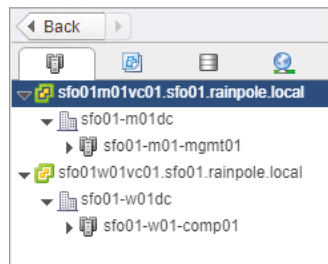 Back
sfo01m01vc01.sfo01.rainpole.local
sfo01-m01dc
sfo01-m01-mgmt01
sfo01w01vc01.sfo01.rainpole.local
sfo01-w01dc
sfo01-w01-comp01